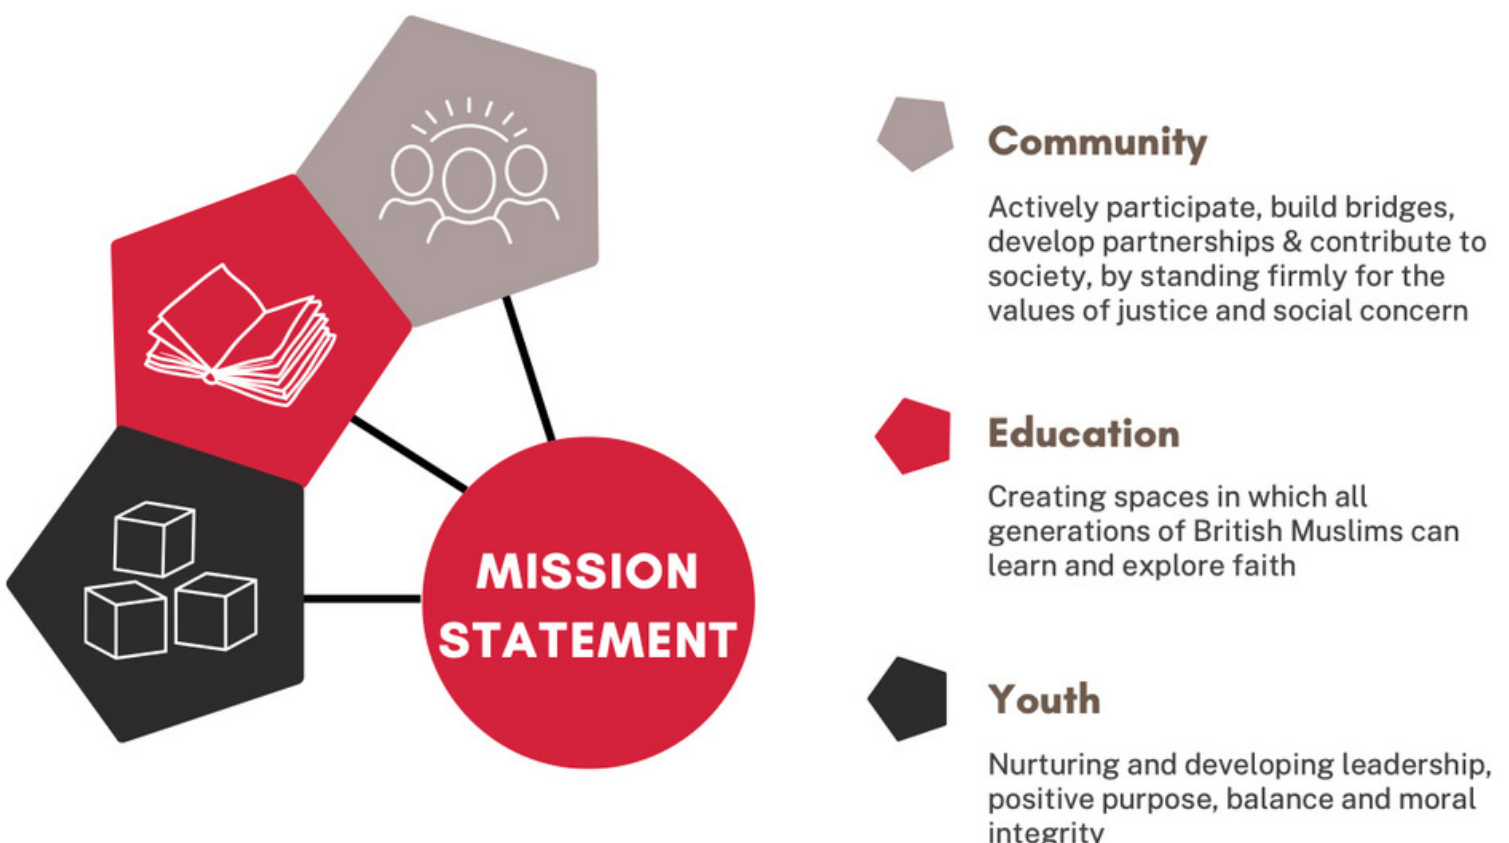 MISSION
STATEMENT
Community
Actively participate, build bridges,
develop partnerships & contribute to
society, by standing firmly for the
values of justice and social concern
Education
Creating spaces in which all
generations of British Muslims can
learn and explore faith
Youth
Nurturing and developing leadership,
positive purpose, balance and moral
integrity